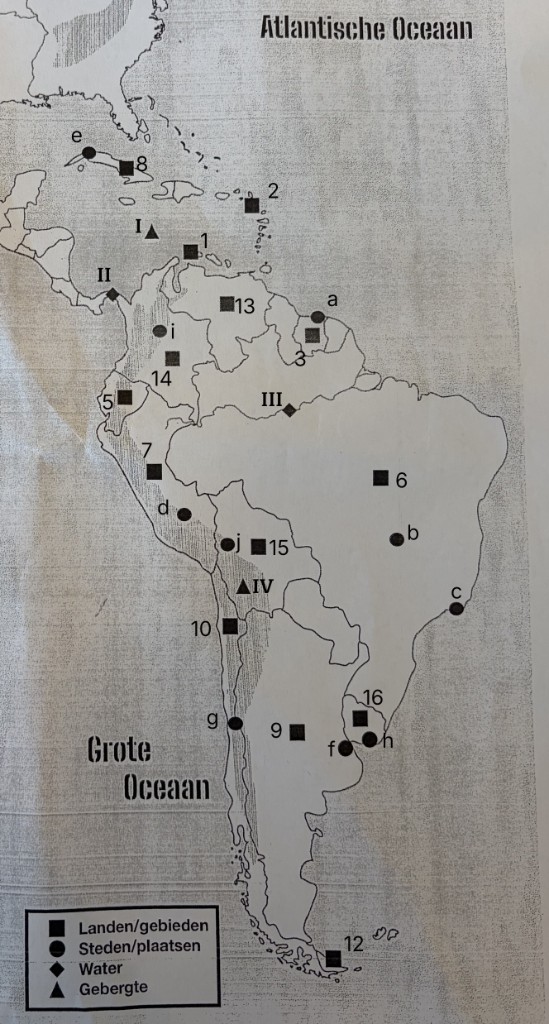 Atlantische Oceaan
e
8
2
I
1
II
13
a
i
3
14
III
5
7
6
d
b
j
15
IV
c
10
16
g
9
f
h
Grote
Oceaan
12
Landen/gebieden
Steden/plaatsen
Water
Gebergte